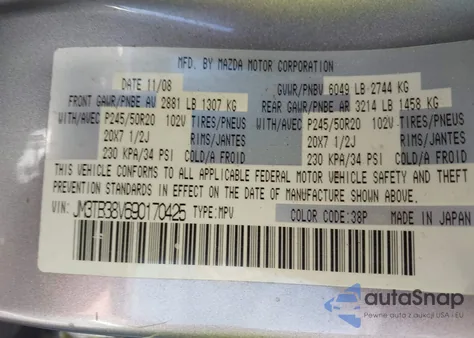 MFD. BY MAZDA MOTOR CORPORATION
DATE 11/08 GVWR/PNBV 6049 LB 2744 KG
FRONT GAWR/PNBE AV 2881 LB 1307 KG REAR GAWR/PNBE AR 3214 LB 1458 KG
WITH/AVEC P245/50R20 102V TIRES/PNEUS WITH/AVEC P245/50R20 102V TIRES/PNEUS
20X7 1/2J RIMS/JANTES 20X7 1/2J RIMS/JANTES
230 KPA/34 PSI COLD/A FROID 230 KPA/34 PSI COLD/A FROID
THIS VEHICLE CONFORMS TO ALL APPLICABLE FEDERAL MOTOR VEHICLE SAFETY AND THEFT
PREVENTION STANDARDS IN EFFECT ON THE DATE OF MANUFACTURE SHOWN ABOVE.
VIN: JM3TB38V690170425 TYPE: MPV COLOR CODE: 38P MADE IN JAPAN
autoSnap
Pewne auto z USA i EU